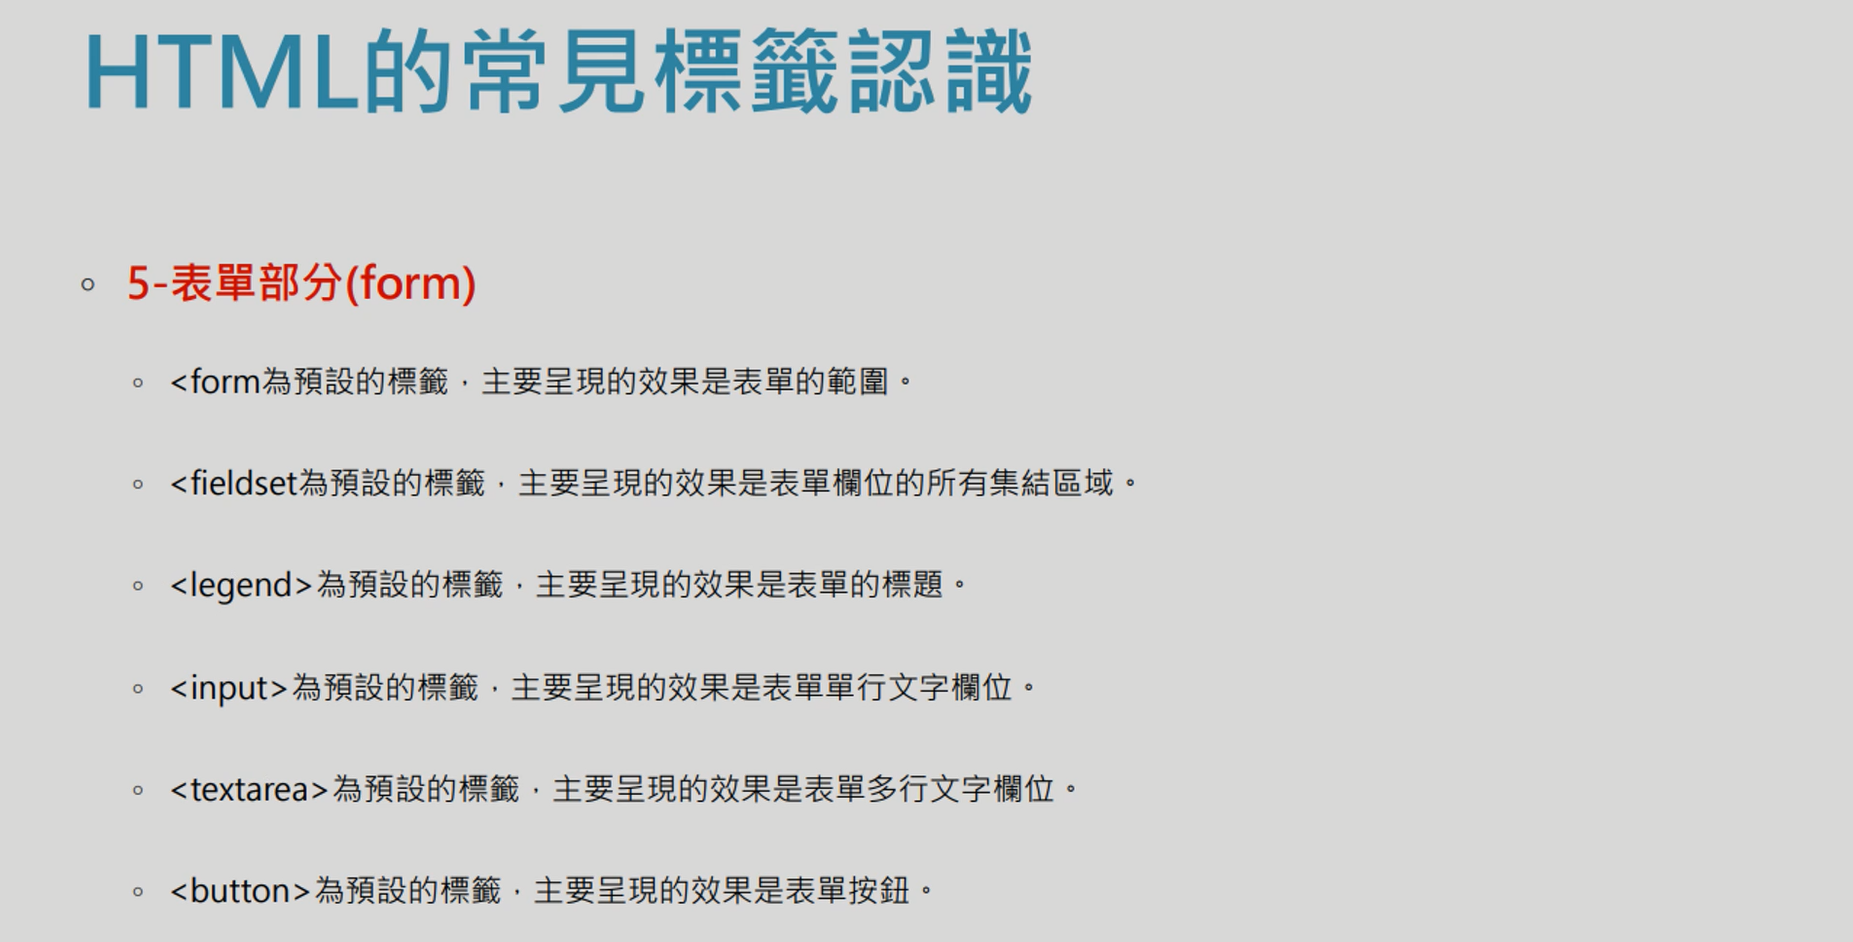 HTML的常見標籤認識
5-表單部分(form)
<form為預設的標籤，主要呈現的效果是表單的範圍。
<fieldset為預設的標籤，主要呈現的效果是表單欄位的所有集結區域。
<legend>為預設的標籤，主要呈現的效果是表單的標題。
<input>為預設的標籤，主要呈現的效果是表單單行文字欄位。
<textarea>為預設的標籤，主要呈現的效果是表單多行文字欄位。
<button>為預設的標籤，主要呈現的效果是表單按鈕。